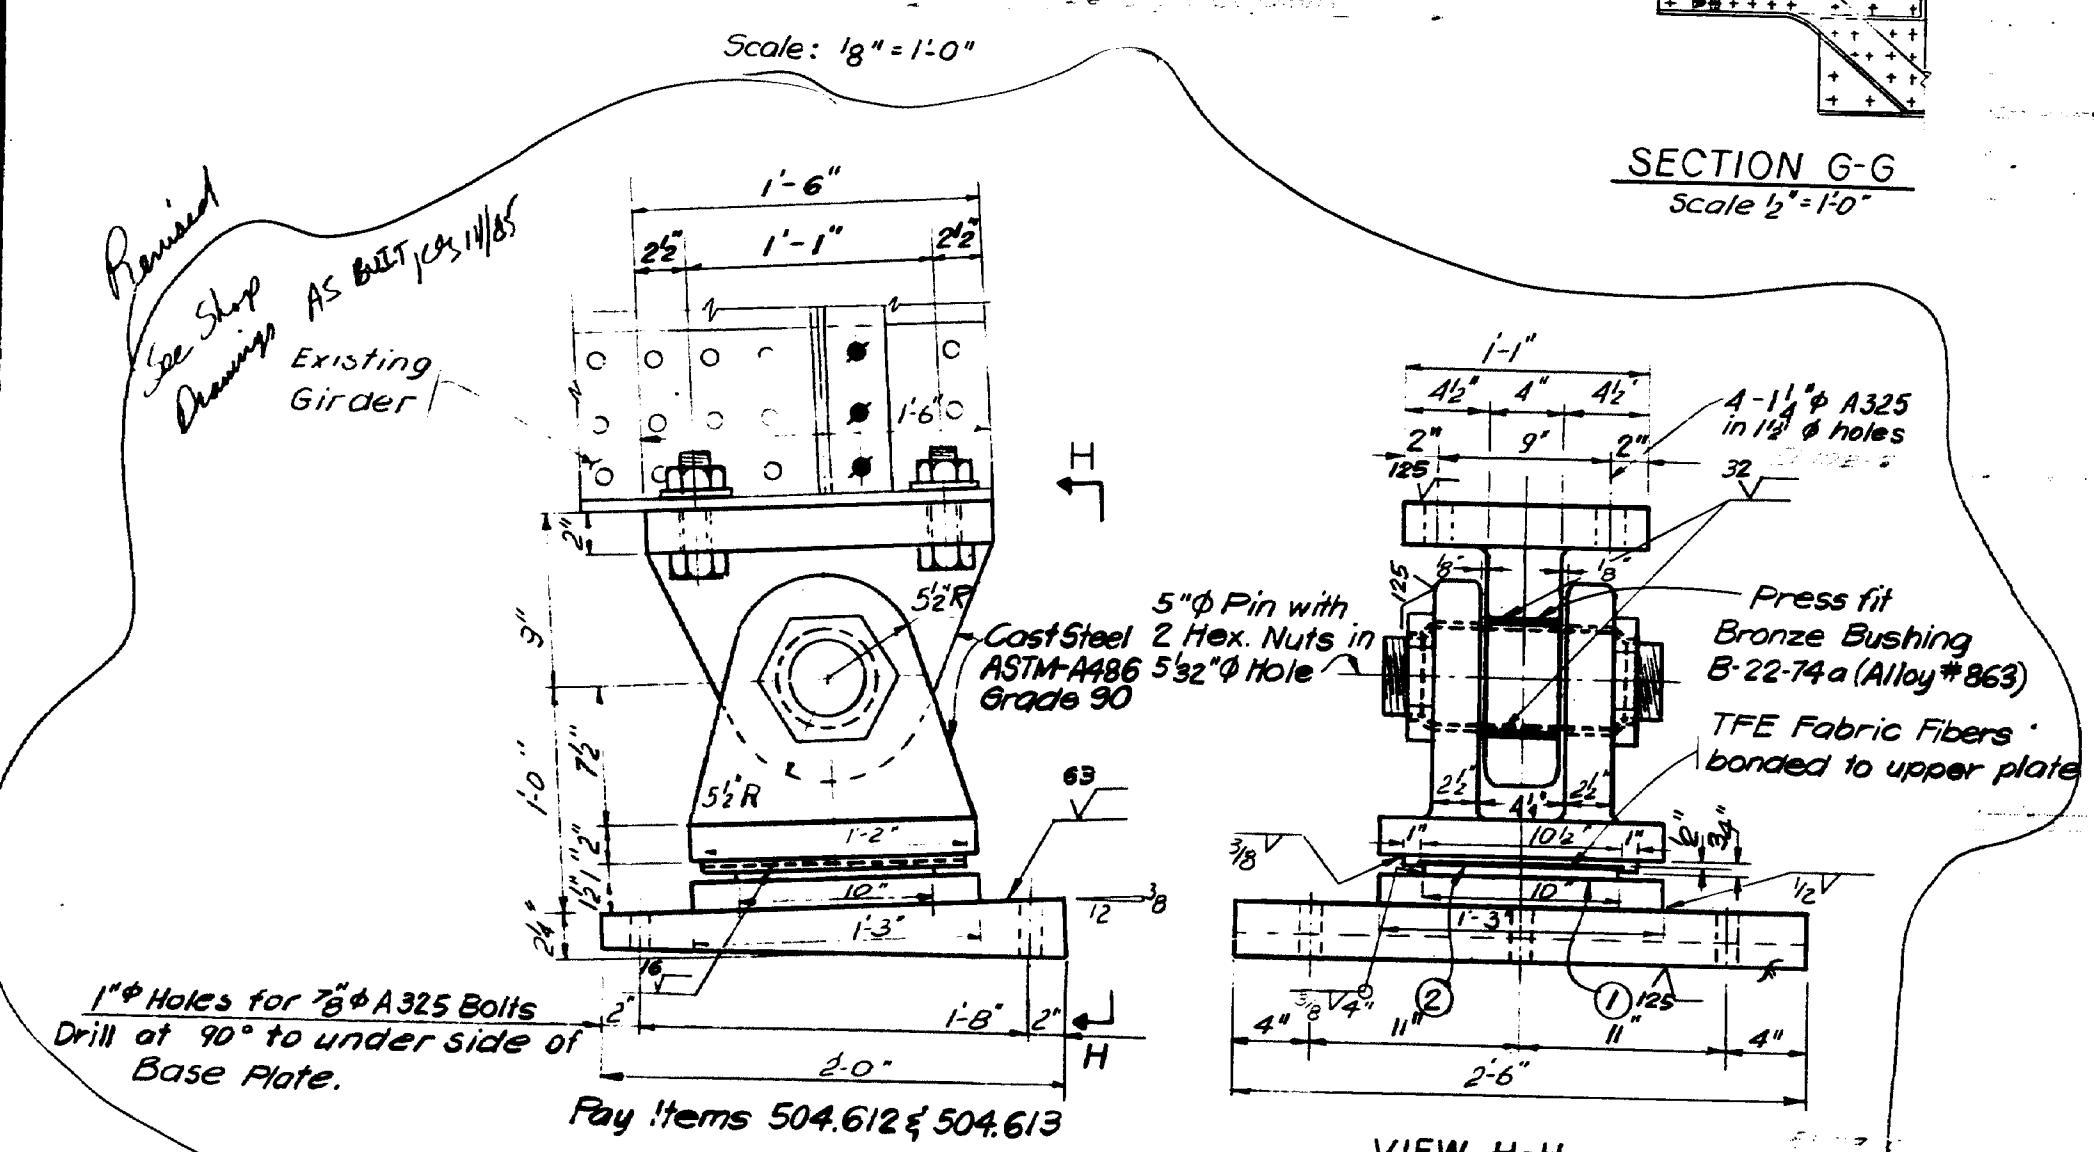 Scale: 1/8" = 1'-0"
SECTION G-G
Scale 1/2" = 1'-0"
Revised
See Shop
Drawings
AS BUILT,
Existing
Girder
1'-6"
2 1/2"
1'-1"
2 1/2"
1'-6"
H
2"
9"
1'-0"
7 1/2"
2"
1 1/2"
2 1/4"
5 1/2" R
5 1/2" R
Cast Steel
ASTM-A486
Grade 90
63
1'-2"
10"
1'-3"
12
3/8
16
1"φ Holes for 7/8"φ A325 Bolts
Drill at 90° to under side of
Base Plate.
2"
1'-8"
2"
H
2'-0"
Pay Items 504.612 & 504.613
1'-1"
4 1/2"
4"
4 1/2"
2"
9"
2"
4-1 1/4"φ A325
in 1 1/2"φ holes
125
32
1/8"
1/8"
125
5"φ Pin with
2 Hex. Nuts in
5 1/32"φ Hole
Press fit
Bronze Bushing
B-22-74a (Alloy #863)
TFE Fabric Fibers
bonded to upper plate
2 1/2"
4 1/4"
2 1/2"
1"
10 1/2"
1"
3/4"
3/8
10"
1/2
1'-3"
3/8
4"
2
1
125
4"
11"
11"
4"
2'-6"
VIEW H-H